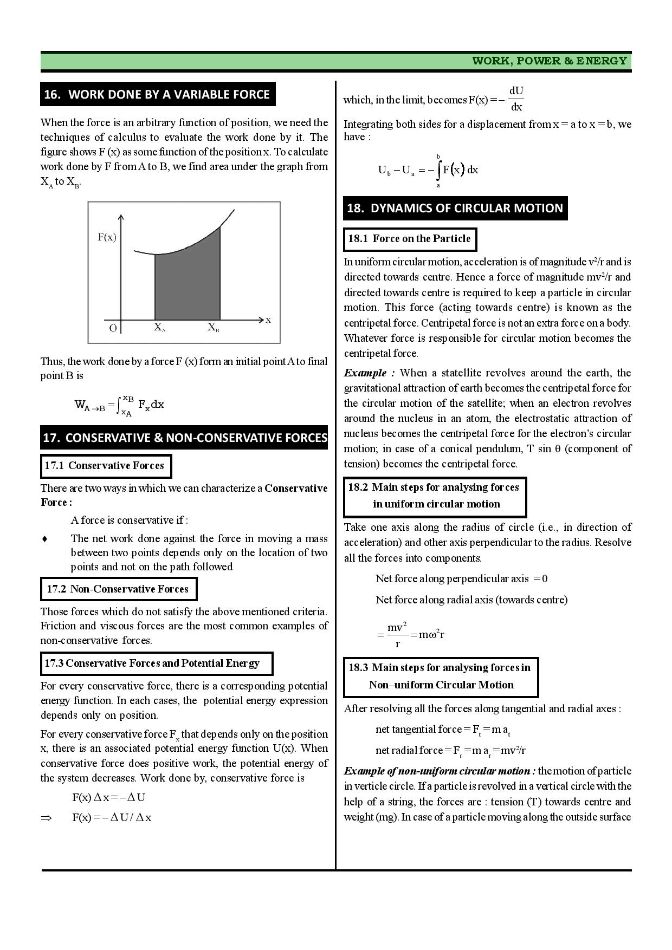 WORK, POWER & ENERGY
16. WORK DONE BY A VARIABLE FORCE
When the force is an arbitrary function of position, we need the
techniques of calculus to evaluate the work done by it. The
figure shows F (x) as some function of the position x. To calculate
work done by F from A to B, we find area under the graph from
X_A to X_B.
F(x)
O
X_A
X_B
x
Thus, the work done by a force F (x) form an initial point A to final
point B is
W_{A→B} = ∫_{x_A}^{x_B} F_x dx
17. CONSERVATIVE & NON-CONSERVATIVE FORCES
17.1 Conservative Forces
There are two ways in which we can characterize a Conservative
Force :
A force is conservative if :
♦ The net work done against the force in moving a mass
between two points depends only on the location of two
points and not on the path followed
17.2 Non-Conservative Forces
Those forces which do not satisfy the above mentioned criteria.
Friction and viscous forces are the most common examples of
non-conservative forces.
17.3 Conservative Forces and Potential Energy
For every conservative force, there is a corresponding potential
energy function. In each cases, the potential energy expression
depends only on position.
For every conservative force F_x that depends only on the position
x, there is an associated potential energy function U(x). When
conservative force does positive work, the potential energy of
the system decreases. Work done by, conservative force is
F(x) Δ x = – Δ U
⇒ F(x) = – Δ U / Δ x
which, in the limit, becomes F(x) = – dU/dx
Integrating both sides for a displacement from x = a to x = b, we
have :
U_b – U_a = – ∫_a^b F(x) dx
18. DYNAMICS OF CIRCULAR MOTION
18.1 Force on the Particle
In uniform circular motion, acceleration is of magnitude v²/r and is
directed towards centre. Hence a force of magnitude mv²/r and
directed towards centre is required to keep a particle in circular
motion. This force (acting towards centre) is known as the
centripetal force. Centripetal force is not an extra force on a body.
Whatever force is responsible for circular motion becomes the
centripetal force.
Example : When a statellite revolves around the earth, the
gravitational attraction of earth becomes the centripetal force for
the circular motion of the satellite; when an electron revolves
around the nucleus in an atom, the electrostatic attraction of
nucleus becomes the centripetal force for the electron's circular
motion; in case of a conical pendulum, T sin θ (component of
tension) becomes the centripetal force.
18.2 Main steps for analysing forces
in uniform circular motion
Take one axis along the radius of circle (i.e., in direction of
acceleration) and other axis perpendicular to the radius. Resolve
all the forces into components.
Net force along perpendicular axis = 0
Net force along radial axis (towards centre)
= mv²/r = mω²r
18.3 Main steps for analysing forces in
Non–uniform Circular Motion
After resolving all the forces along tangential and radial axes :
net tangential force = F_t = m a_t
net radial force = F_r = m a_r = mv²/r
Example of non-uniform circular motion : the motion of particle
in verticle circle. If a particle is revolved in a vertical circle with the
help of a string, the forces are : tension (T) towards centre and
weight (mg). In case of a particle moving along the outside surface